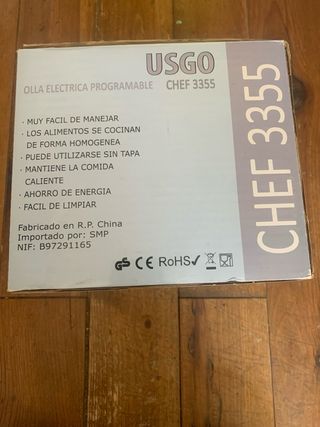 USGO
OLLA ELECTRICA PROGRAMABLE CHEF 3355
· MUY FACIL DE MANEJAR
· LOS ALIMENTOS SE COCINAN
DE FORMA HOMOGENEA
· PUEDE UTILIZARSE SIN TAPA
· MANTIENE LA COMIDA
CALIENTE
· AHORRO DE ENERGIA
· FACIL DE LIMPIAR
Fabricado en R.P. China
Importado por: SMP
NIF: B97291165
GS CE RoHS✓
CHEF 3355